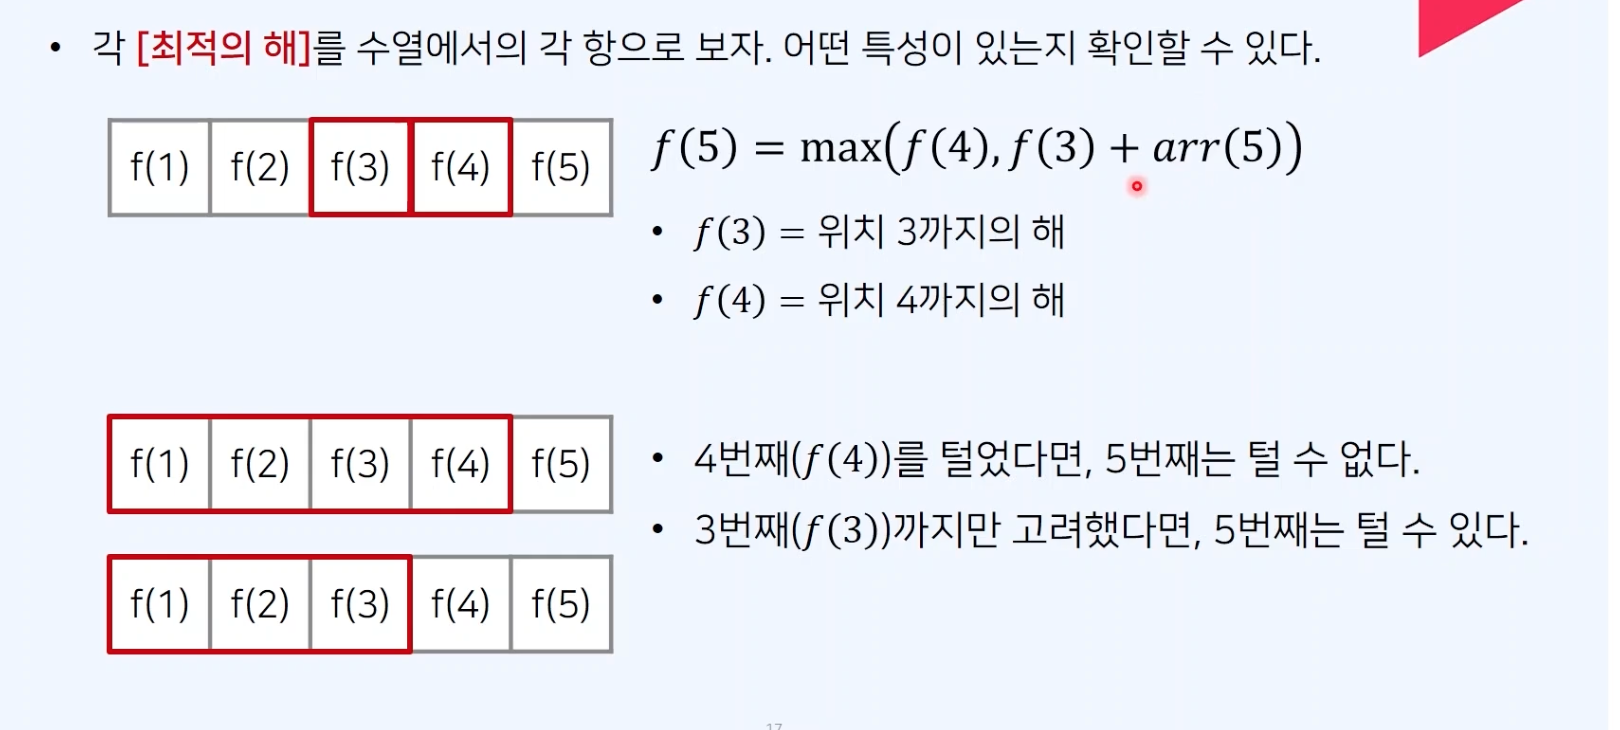 • 각 [최적의 해]를 수열에서의 각 항으로 보자. 어떤 특성이 있는지 확인할 수 있다.
f(1) f(2) f(3) f(4) f(5)
f(5) = max(f(4), f(3) + arr(5))
• f(3) = 위치 3까지의 해
• f(4) = 위치 4까지의 해
f(1) f(2) f(3) f(4) f(5)
• 4번째(f(4))를 털었다면, 5번째는 털 수 없다.
• 3번째(f(3))까지만 고려했다면, 5번째는 털 수 있다.
f(1) f(2) f(3) f(4) f(5)
17